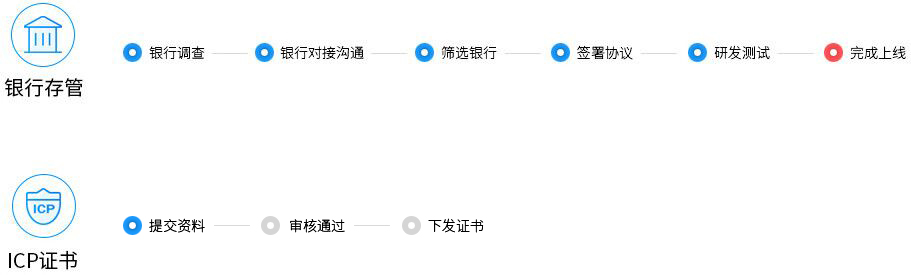 银行存管
银行调查 银行对接沟通 筛选银行 签署协议 研发测试 完成上线
ICP
ICP证书
提交资料 审核通过 下发证书